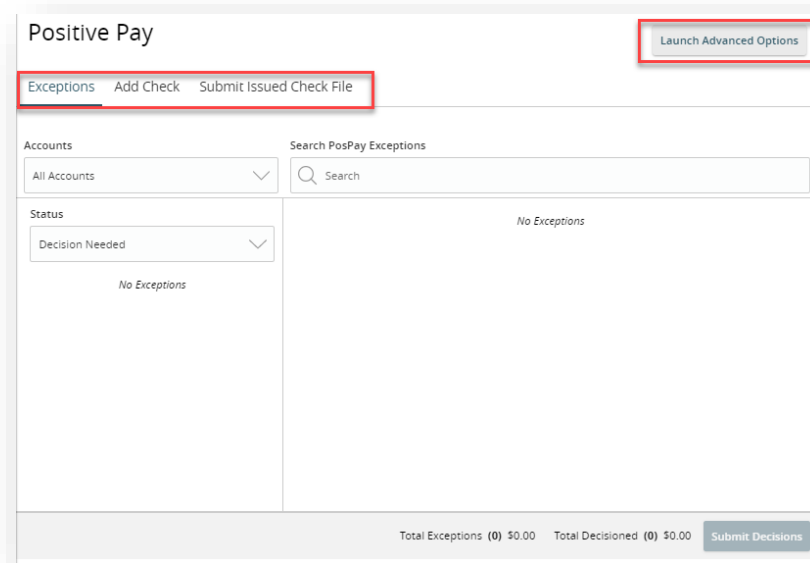 Positive Pay
Launch Advanced Options
Exceptions Add Check Submit Issued Check File
Accounts
All Accounts
Search PosPay Exceptions
Search
Status
Decision Needed
No Exceptions
No Exceptions
Total Exceptions (0) $0.00 Total Decisioned (0) $0.00 Submit Decisions